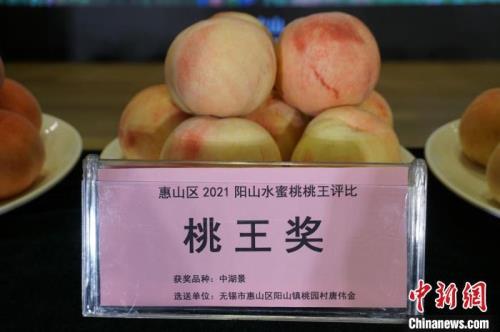 惠山区 2021 阳山水蜜桃桃王评比
桃王奖
获奖品种：中湖景
选送单位：无锡市惠山区阳山镇桃园村唐伟金
中新网
Chinanews.com